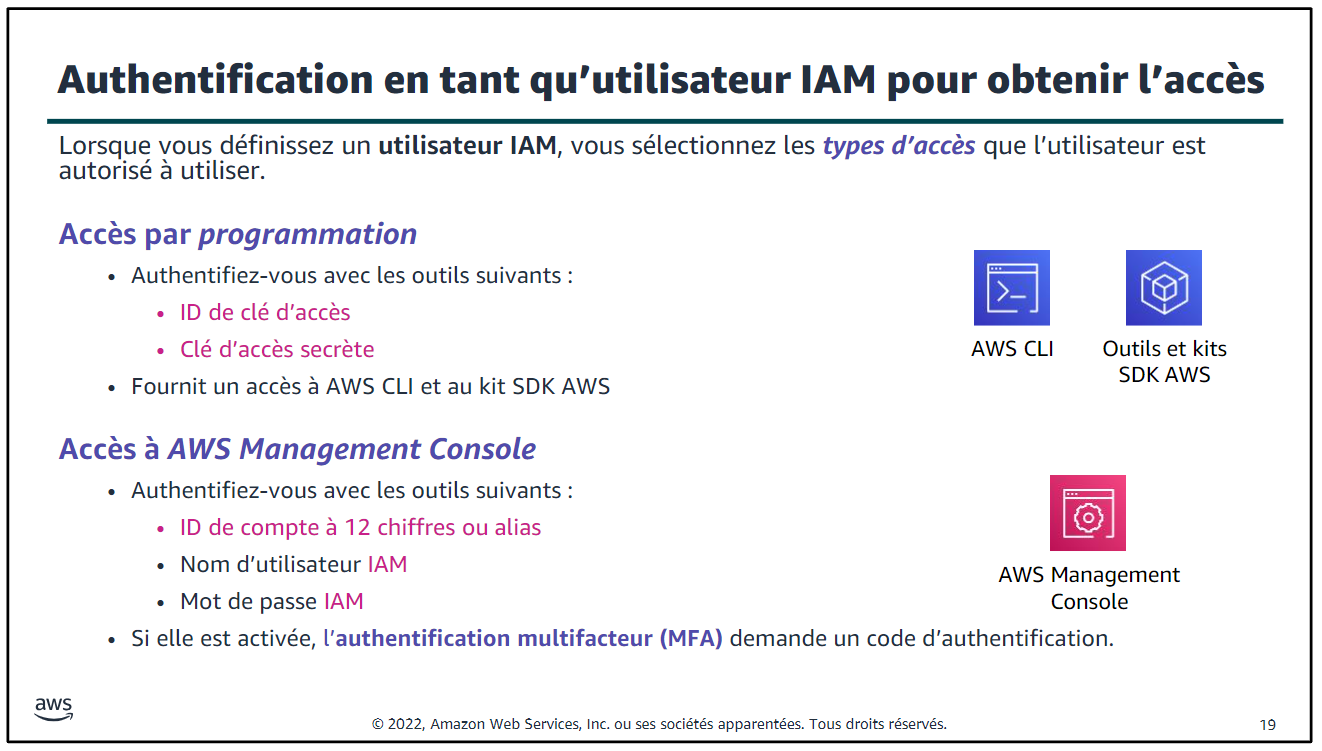 Authentification en tant qu’utilisateur IAM pour obtenir l’accès
Lorsque vous définissez un utilisateur IAM, vous sélectionnez les types d’accès que l’utilisateur est
autorisé à utiliser.
Accès par programmation
• Authentifiez-vous avec les outils suivants :
• ID de clé d’accès
• Clé d’accès secrète
• Fournit un accès à AWS CLI et au kit SDK AWS
AWS CLI
Outils et kits
SDK AWS
Accès à AWS Management Console
• Authentifiez-vous avec les outils suivants :
• ID de compte à 12 chiffres ou alias
• Nom d’utilisateur IAM
• Mot de passe IAM
• Si elle est activée, l’authentification multifacteur (MFA) demande un code d’authentification.
AWS Management
Console
aws
© 2022, Amazon Web Services, Inc. ou ses sociétés apparentées. Tous droits réservés.
19